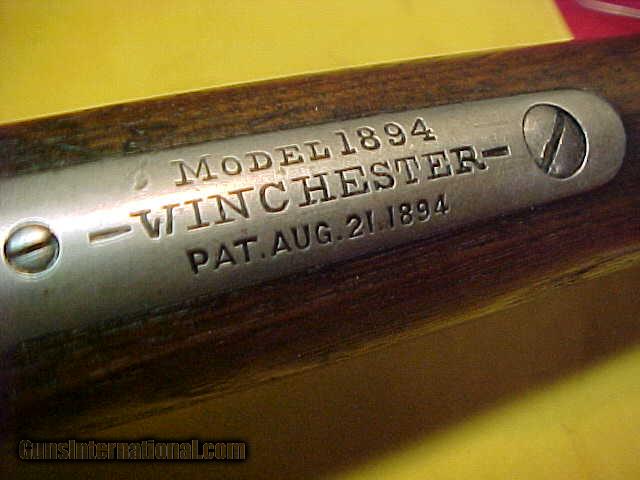 MODEL 1894
-WINCHESTER-
PAT. AUG. 21. 1894
GunsInternational.com